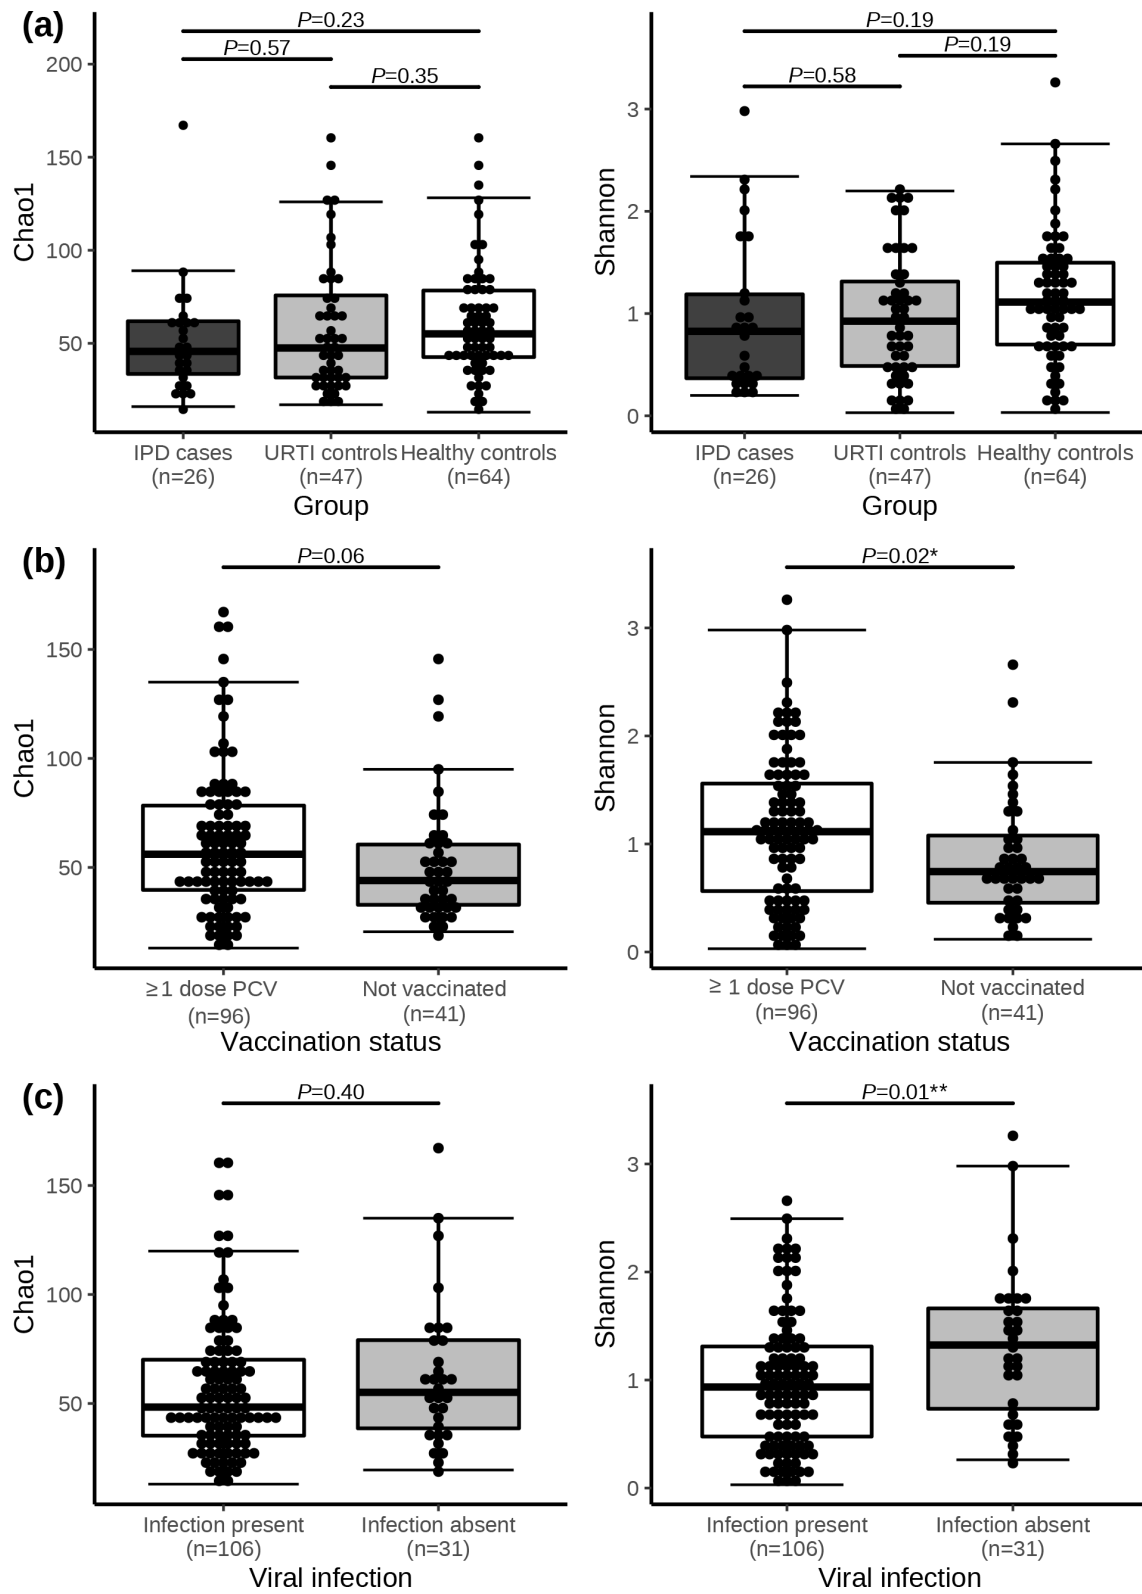 (a)
P=0.23
P=0.57
P=0.35
200
150
100
50
Chao1
IPD cases
(n=26)
URTI controls
(n=47)
Healthy controls
(n=64)
Group
P=0.19
P=0.19
P=0.58
3
2
1
0
Shannon
IPD cases
(n=26)
URTI controls
(n=47)
Healthy controls
(n=64)
Group
(b)
P=0.06
150
100
50
Chao1
≥1 dose PCV
(n=96)
Not vaccinated
(n=41)
Vaccination status
P=0.02*
3
2
1
0
Shannon
≥ 1 dose PCV
(n=96)
Not vaccinated
(n=41)
Vaccination status
(c)
P=0.40
150
100
50
Chao1
Infection present
(n=106)
Infection absent
(n=31)
Viral infection
P=0.01**
3
2
1
0
Shannon
Infection present
(n=106)
Infection absent
(n=31)
Viral infection